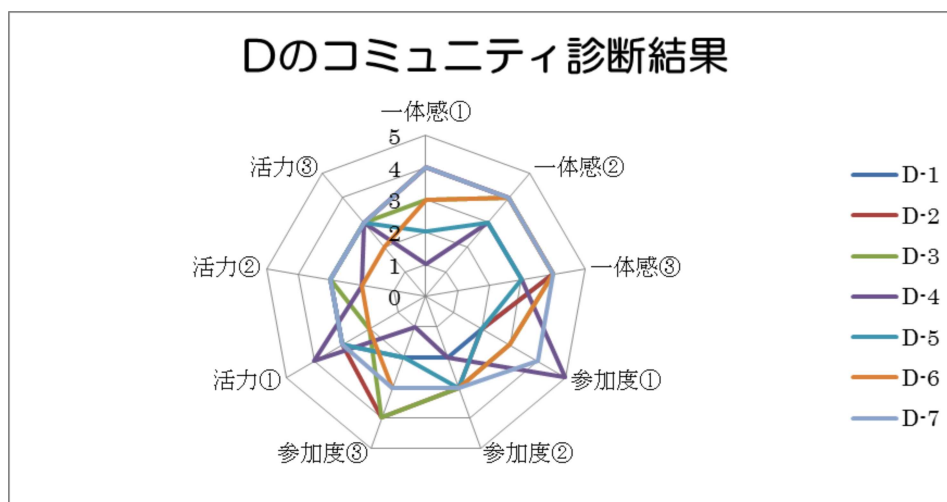 Dのコミュニティ診断結果
一体感①
一体感②
一体感③
参加度①
参加度②
参加度③
活力①
活力②
活力③
5
4
3
2
1
0
D-1
D-2
D-3
D-4
D-5
D-6
D-7